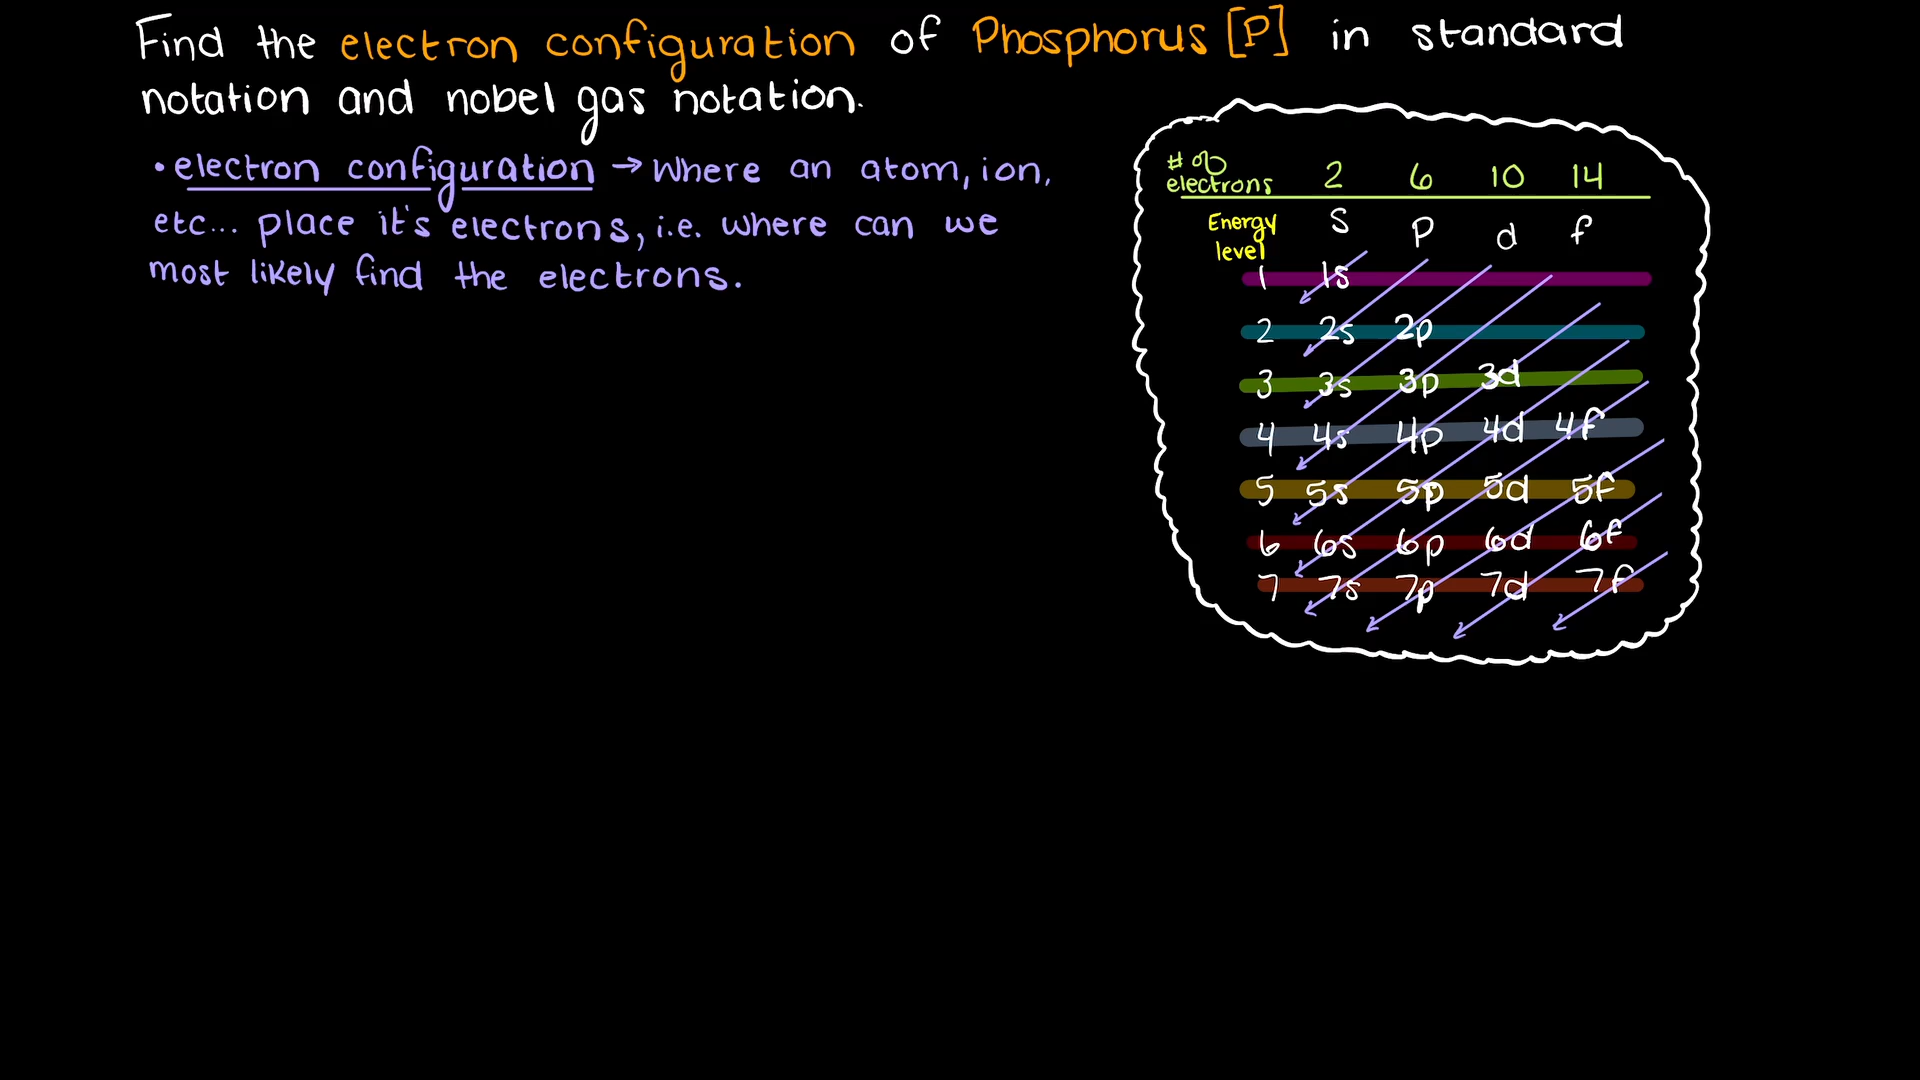 Find the electron configuration of Phosphorus [P] in standard
notation and nobel gas notation.
• electron configuration → Where an atom, ion,
etc... place it's electrons, i.e. where can we
most likely find the electrons.
# of
electrons 2 6 10 14
Energy
level S P d f
1 1s
2 2s 2p
3 3s 3p 3d
4 4s 4p 4d 4f
5 5s 5p 5d 5f
6 6s 6p 6d 6f
7 7s 7p 7d 7f